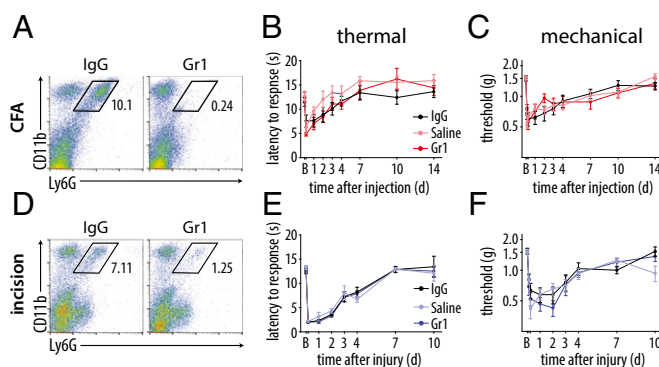 thermal
mechanical
A
IgG
Gr1
CFA
CD11b
10.1
0.24
Ly6G
B
latency to respnse (s)
20
15
10
5
0
IgG
Saline
Gr1
B 1 2 3 4 7 10 14
time after injection (d)
C
threshold (g)
2.0
1.5
1.0
0.5
B 1 2 3 4 7 10 14
time after injection (d)
D
IgG
Gr1
incision
CD11b
7.11
1.25
Ly6G
E
latency to response (s)
20
15
10
5
0
IgG
Saline
Gr1
B 1 2 3 4 7 10
time after injury (d)
F
threshold (g)
2.0
1.5
1.0
0.5
B 1 2 3 4 7 10
time after injury (d)